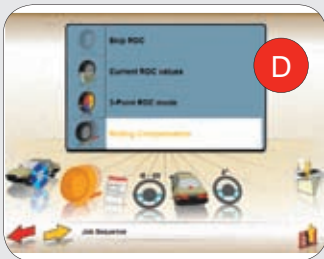 Skip ROC
D
Current ROC values
3-Point ROC mode
Rolling Compensation
Job Sequence